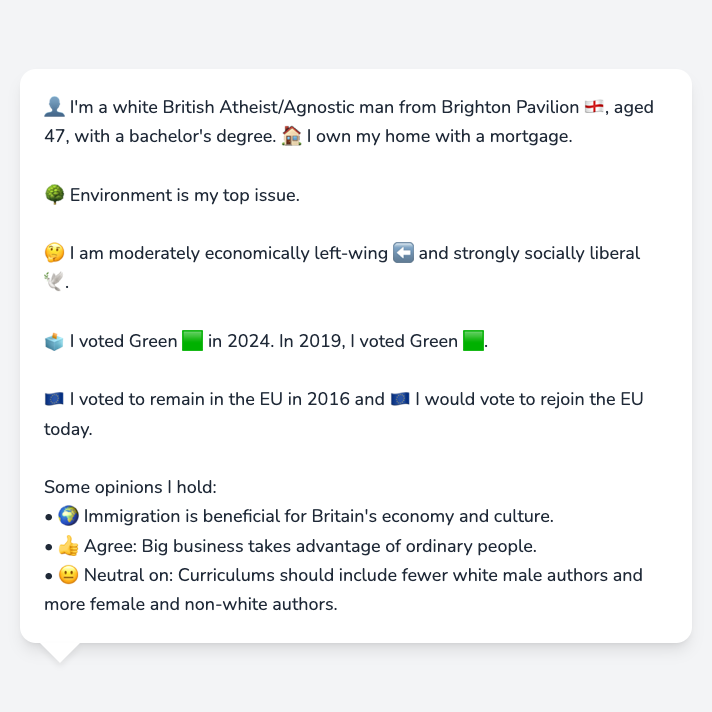 👤 I'm a white British Atheist/Agnostic man from Brighton Pavilion 🏴󠁧󠁢󠁥󠁮󠁧󠁿, aged
47, with a bachelor's degree. 🏠 I own my home with a mortgage.
🌳 Environment is my top issue.
🤔 I am moderately economically left-wing ⬅️ and strongly socially liberal
🕊️.
🗳️ I voted Green 🟩 in 2024. In 2019, I voted Green 🟩.
🇪🇺 I voted to remain in the EU in 2016 and 🇪🇺 I would vote to rejoin the EU
today.
Some opinions I hold:
• 🌍 Immigration is beneficial for Britain's economy and culture.
• 👍 Agree: Big business takes advantage of ordinary people.
• 😐 Neutral on: Curriculums should include fewer white male authors and
more female and non-white authors.